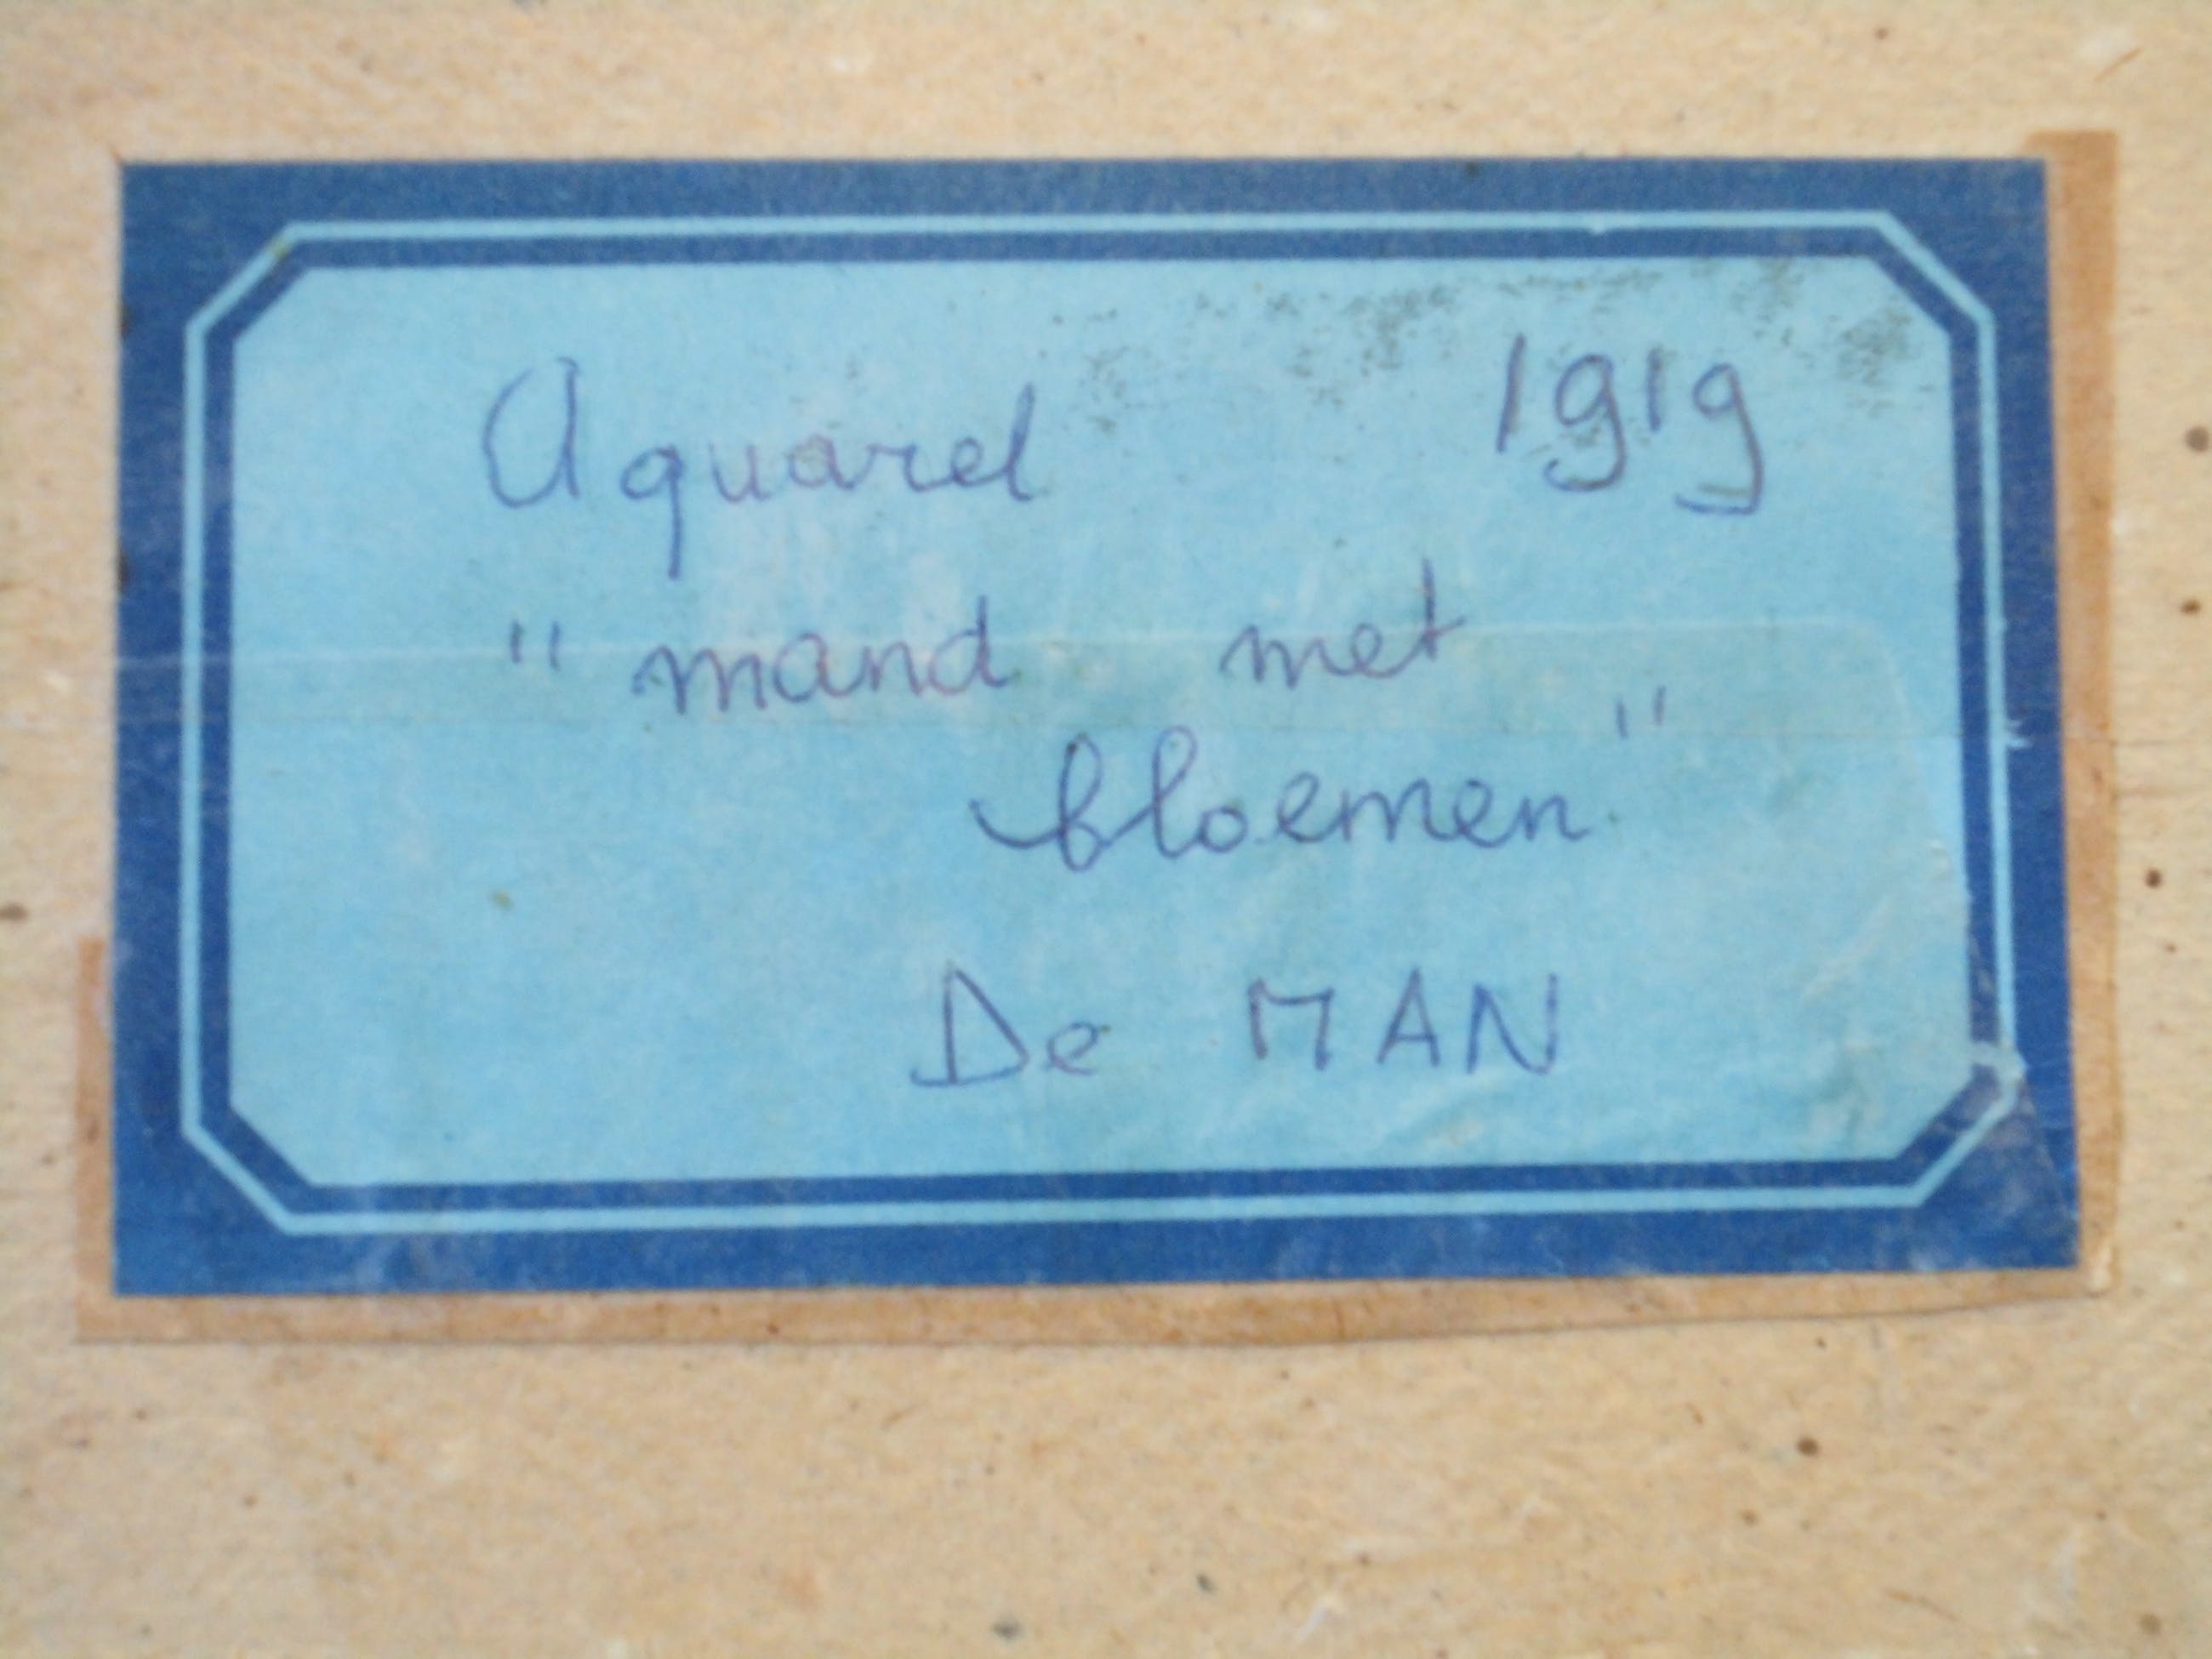 Aquarel 1919
"mand met
bloemen"
De MAN